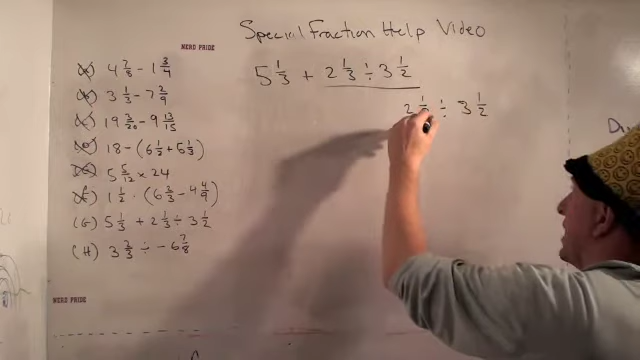 Special Fraction Help Video
NERD PRIDE
5 1/3 + 2 1/3 ÷ 3 1/2
2 1/3 ÷ 3 1/2
(A) 4 7/8 - 1 3/4
(B) 3 1/3 - 7 2/9
(C) 19 3/20 - 9 13/15
(D) 18 - (6 1/2 + 5 1/3)
(E) 5 5/12 × 24
(F) 1 1/2 · (6 2/3 - 4 4/9)
(G) 5 1/3 + 2 1/3 ÷ 3 1/2
(H) 3 2/3 ÷ - 6 7/8
NERD PRIDE